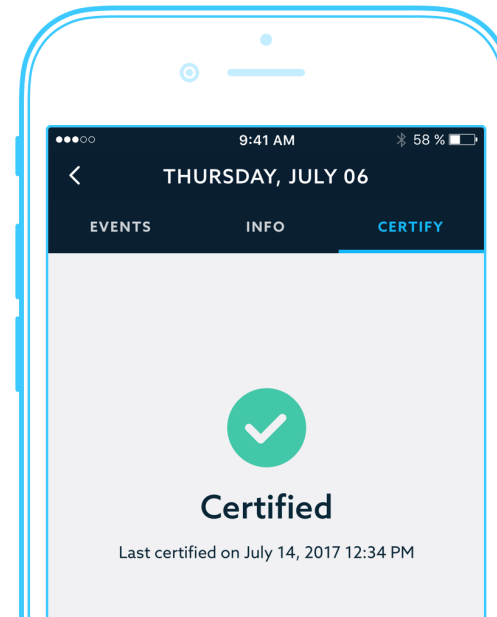 9:41 AM 58 %
THURSDAY, JULY 06
EVENTS INFO CERTIFY
Certified
Last certified on July 14, 2017 12:34 PM